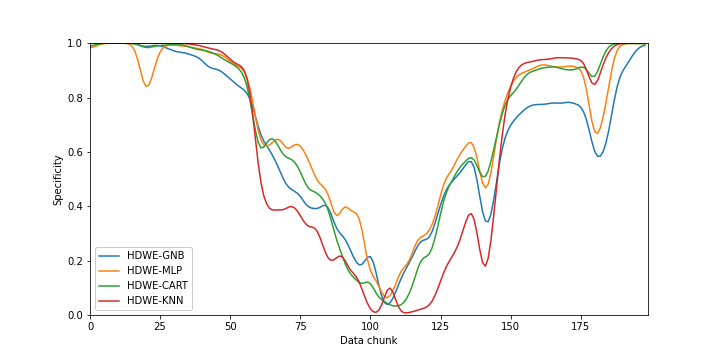 1.0
0.8
0.6
0.4
0.2
0.0
Specificity
HDWE-GNB
HDWE-MLP
HDWE-CART
HDWE-KNN
0 25 50 75 100 125 150 175
Data chunk